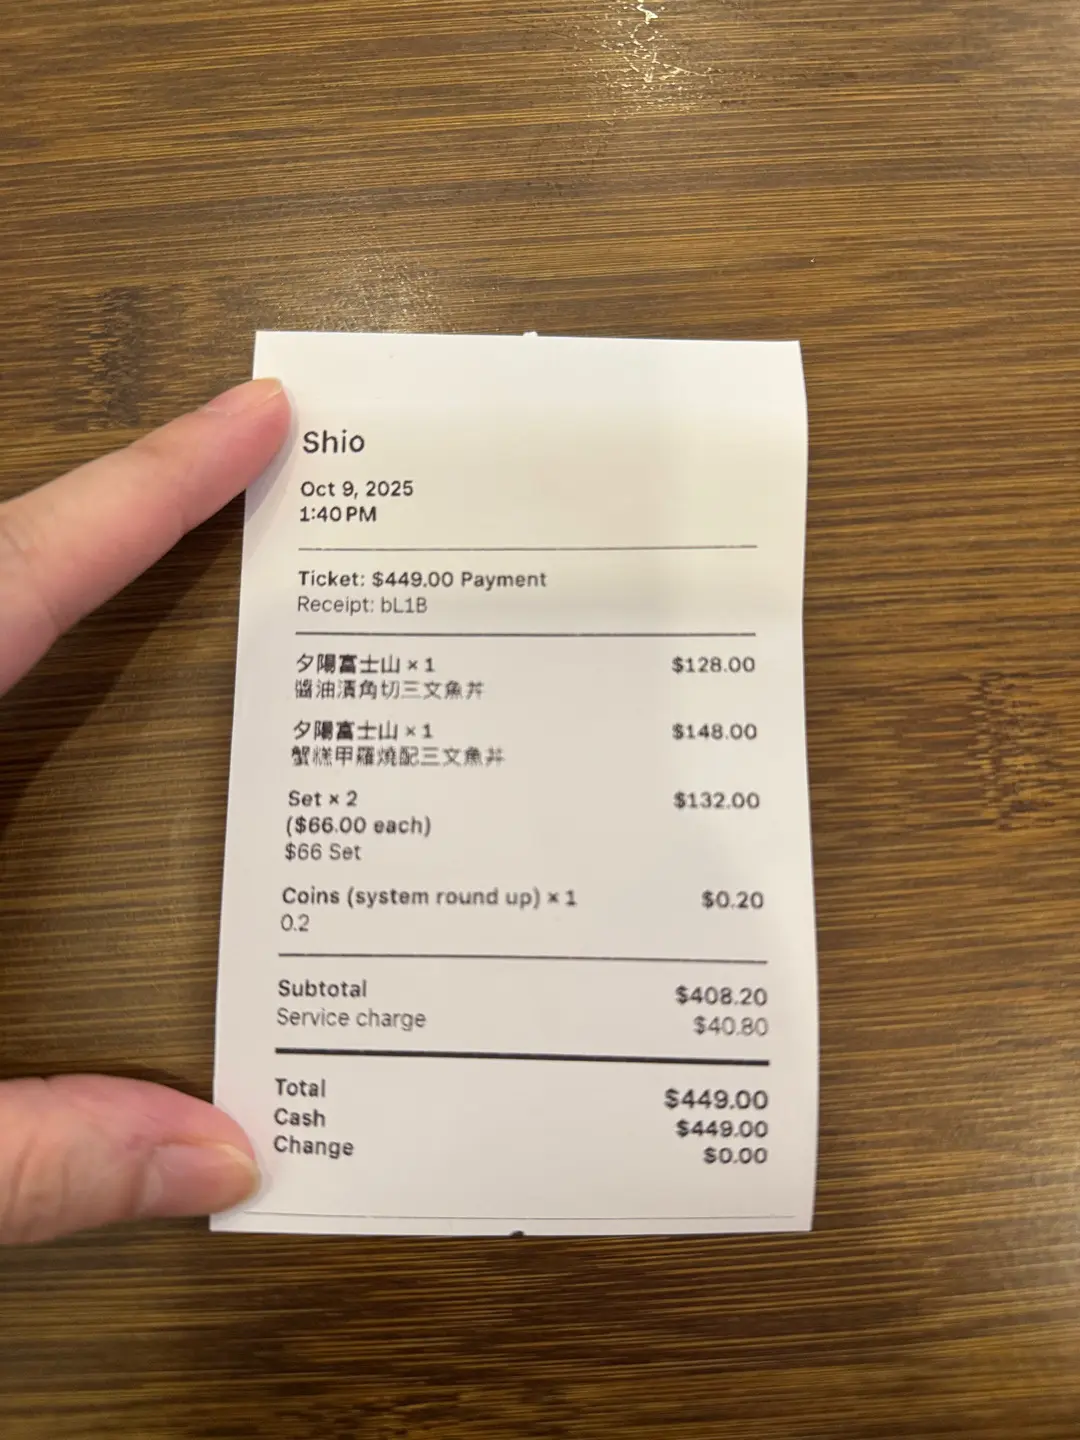 Shio
Oct 9, 2025
1:40 PM
Ticket: $449.00 Payment
Receipt: bL1B
夕陽富士山 × 1 $128.00
醬油漬角切三文魚丼
夕陽富士山 × 1 $148.00
蟹糕甲羅燒配三文魚丼
Set × 2 $132.00
($66.00 each)
$66 Set
Coins (system round up) × 1 $0.20
0.2
Subtotal $408.20
Service charge $40.80
Total $449.00
Cash $449.00
Change $0.00